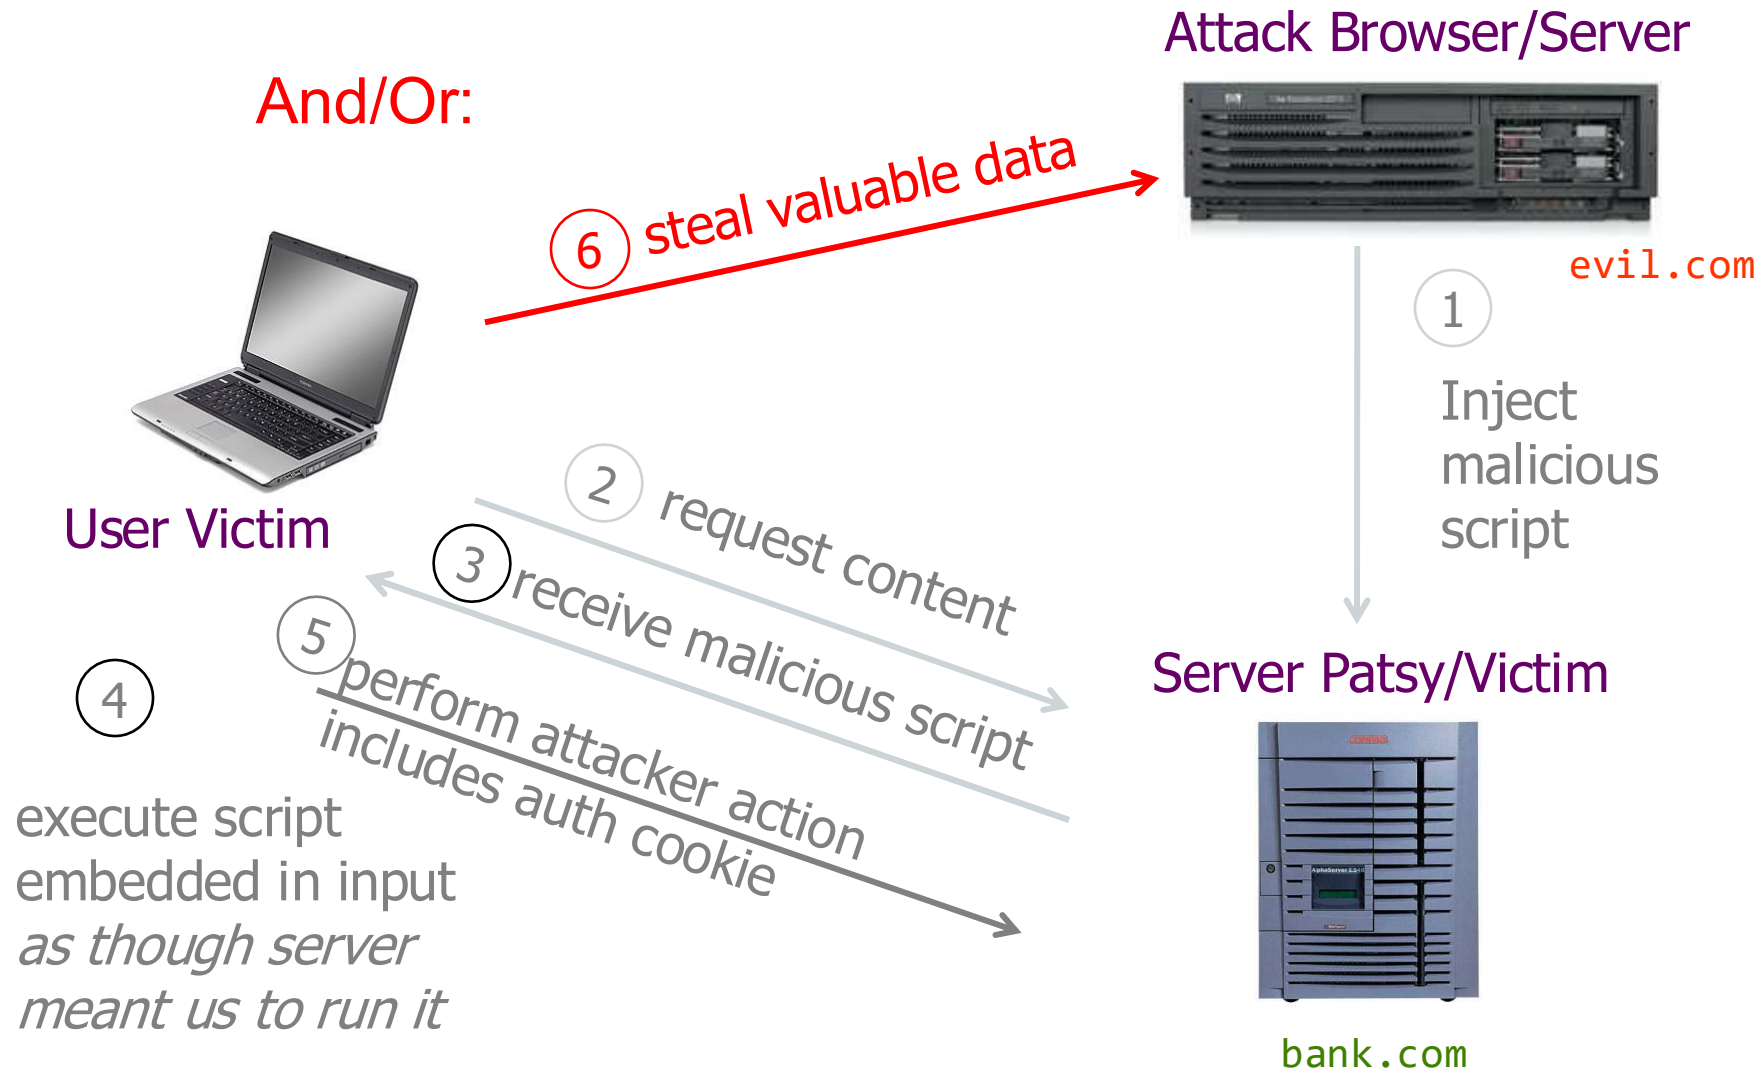 Attack Browser/Server
And/Or:
6 steal valuable data
evil.com
1
Inject
malicious
script
User Victim
2 request content
3 receive malicious script
5 perform attacker action
includes auth cookie
4
execute script
embedded in input
as though server
meant us to run it
Server Patsy/Victim
bank.com